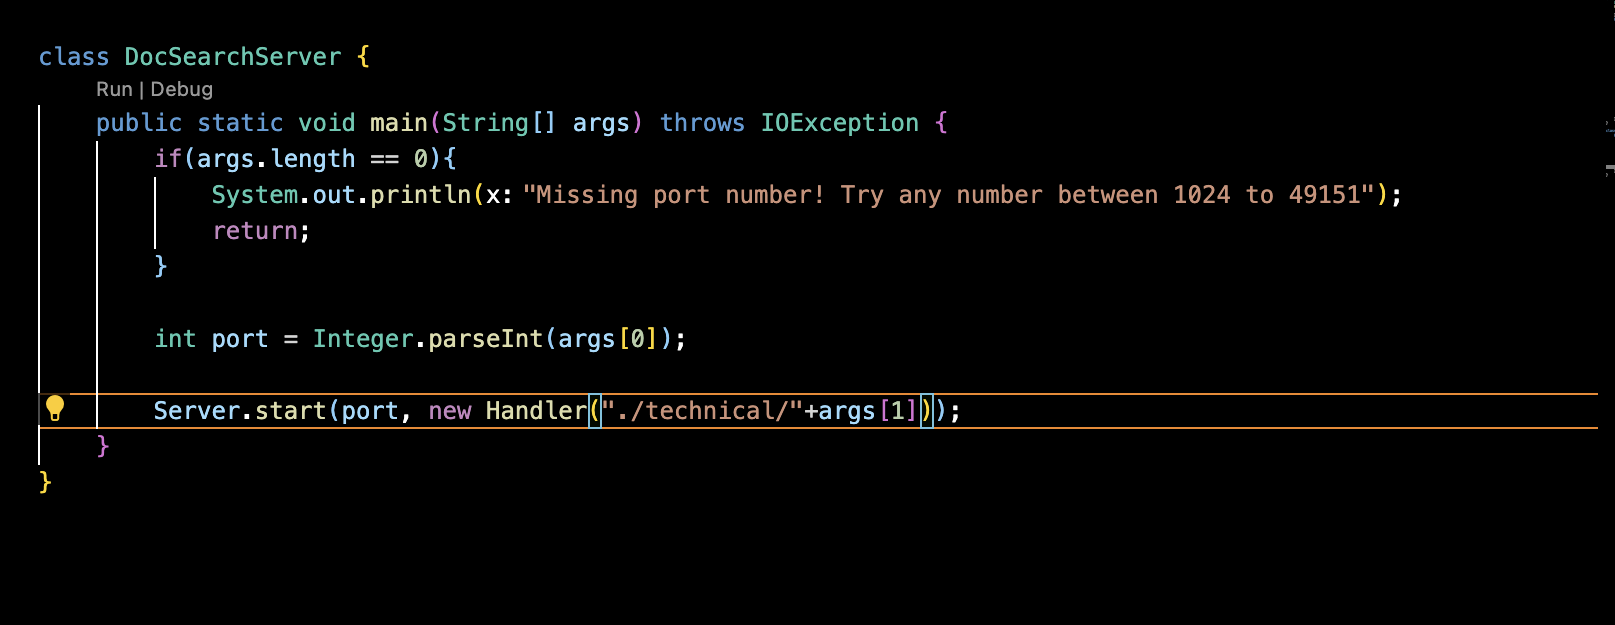 class DocSearchServer {
Run | Debug
public static void main(String[] args) throws IOException {
if(args.length == 0){
System.out.println(x: "Missing port number! Try any number between 1024 to 49151");
return;
}
int port = Integer.parseInt(args[0]);
Server.start(port, new Handler("./technical/"+args[1]));
}
}